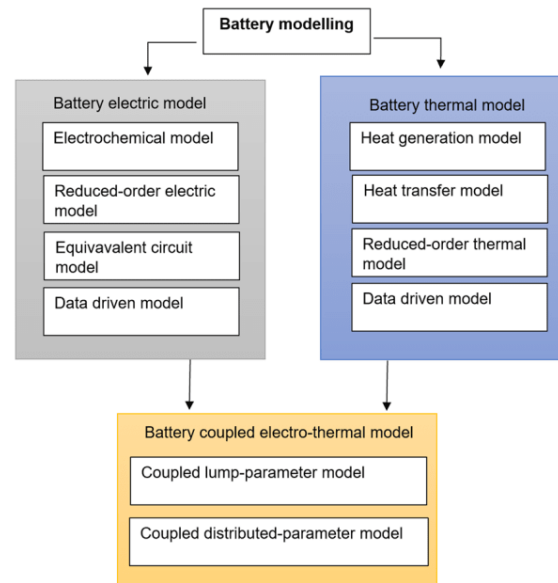 Battery modelling
Battery electric model
Electrochemical model
Reduced-order electric
model
Equivavalent circuit
model
Data driven model
Battery thermal model
Heat generation model
Heat transfer model
Reduced-order thermal
model
Data driven model
Battery coupled electro-thermal model
Coupled lump-parameter model
Coupled distributed-parameter model